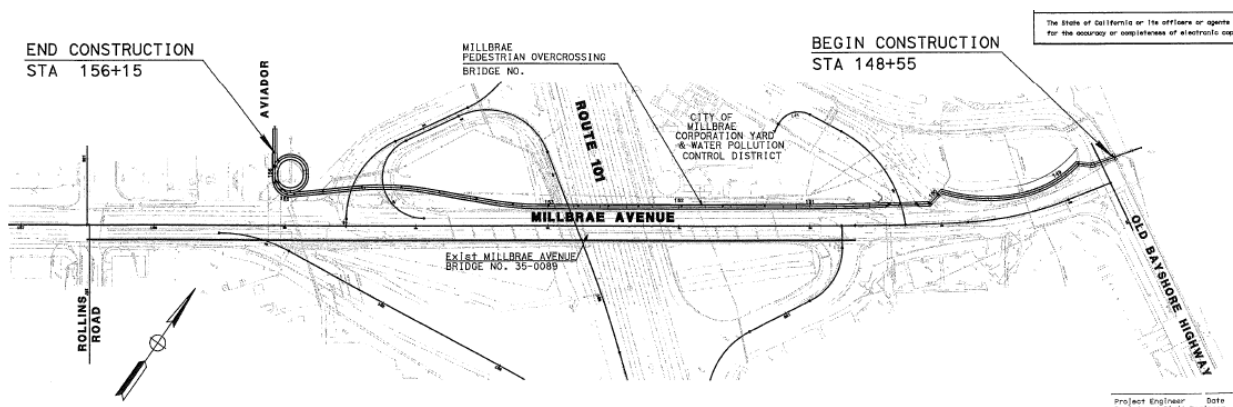 The State of California or its officers or agents
for the accuracy or completeness of electronic cop
END CONSTRUCTION
STA 156+15
AVIADOR
MILLBRAE
PEDESTRIAN OVERCROSSING
BRIDGE NO.
ROUTE 101
CITY OF
MILLBRAE
CORPORATION YARD
& WATER POLLUTION
CONTROL DISTRICT
BEGIN CONSTRUCTION
STA 148+55
MILLBRAE AVENUE
Exist MILLBRAE AVENUE
BRIDGE NO. 35-0089
ROLLINS
ROAD
OLD BAYSHORE HIGHWAY
Project Engineer Date